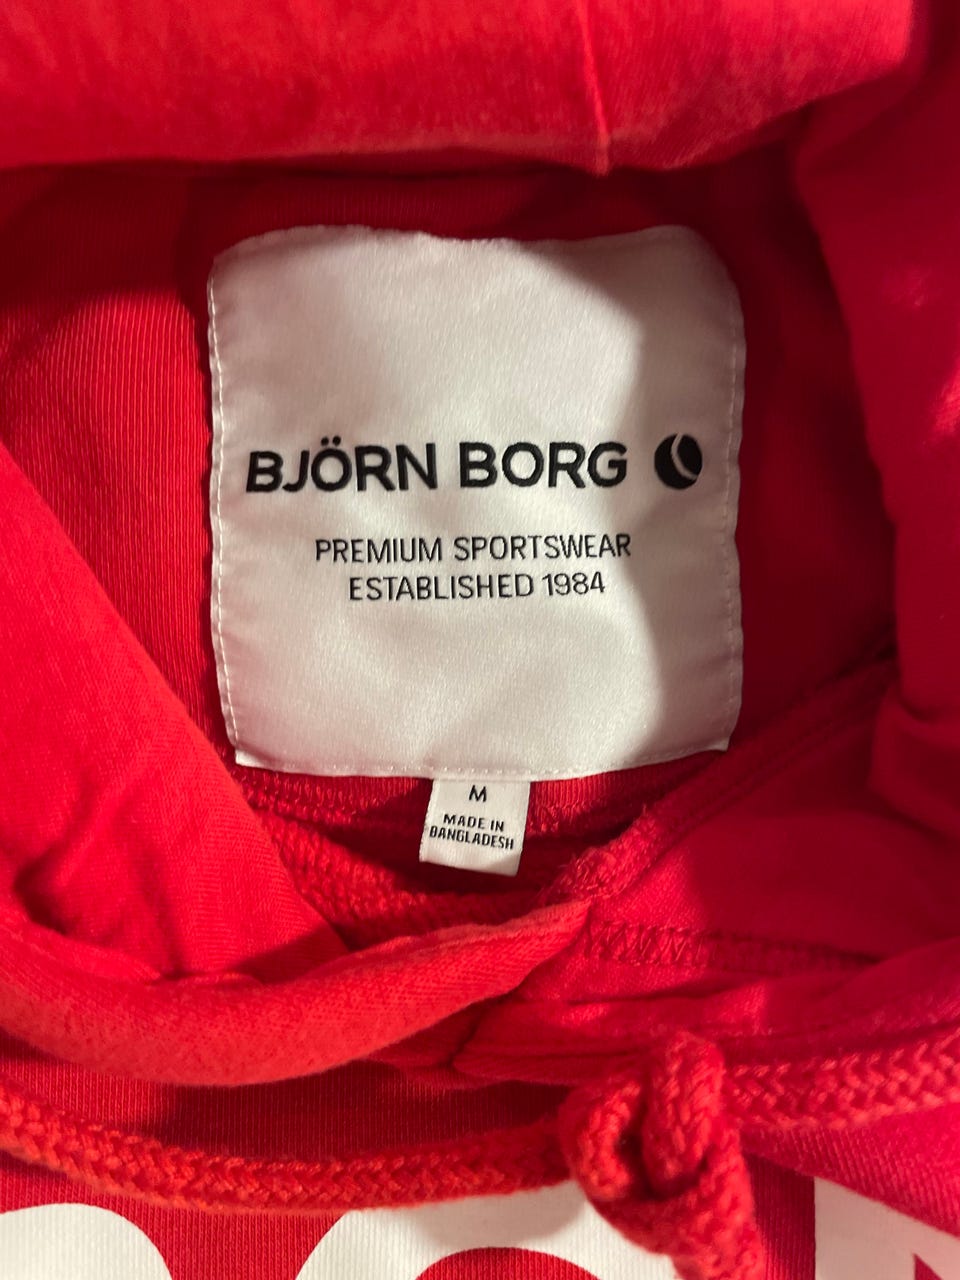 BJÖRN BORG
PREMIUM SPORTSWEAR
ESTABLISHED 1984
M
MADE IN
BANGLADESH